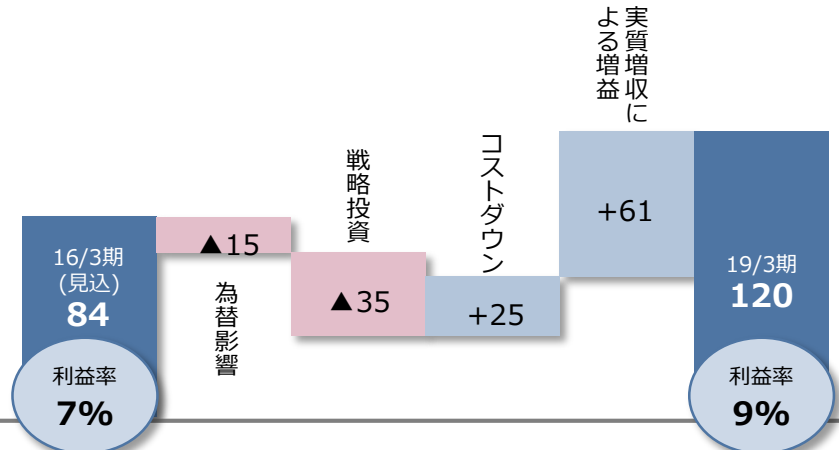 16/3期
(見込)
84
利益率
7%
▲15
為替影響
戦略投資
▲35
コストダウン
+25
実質増収に
よる増益
+61
19/3期
120
利益率
9%